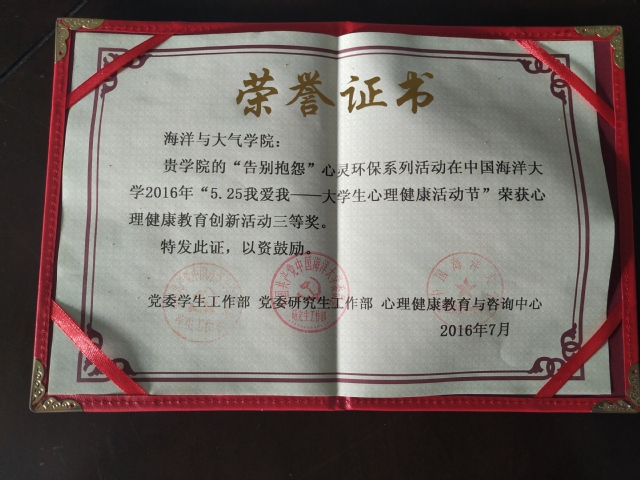 荣誉证书
海洋与大气学院：
贵学院的“告别抱怨”心灵环保系列活动在中国海洋大
学2016年“5.25我爱我——大学生心理健康活动节”荣获心
理健康教育创新活动三等奖。
特发此证，以资鼓励。
党委学生工作部 党委研究生工作部 心理健康教育与咨询中心
2016年7月